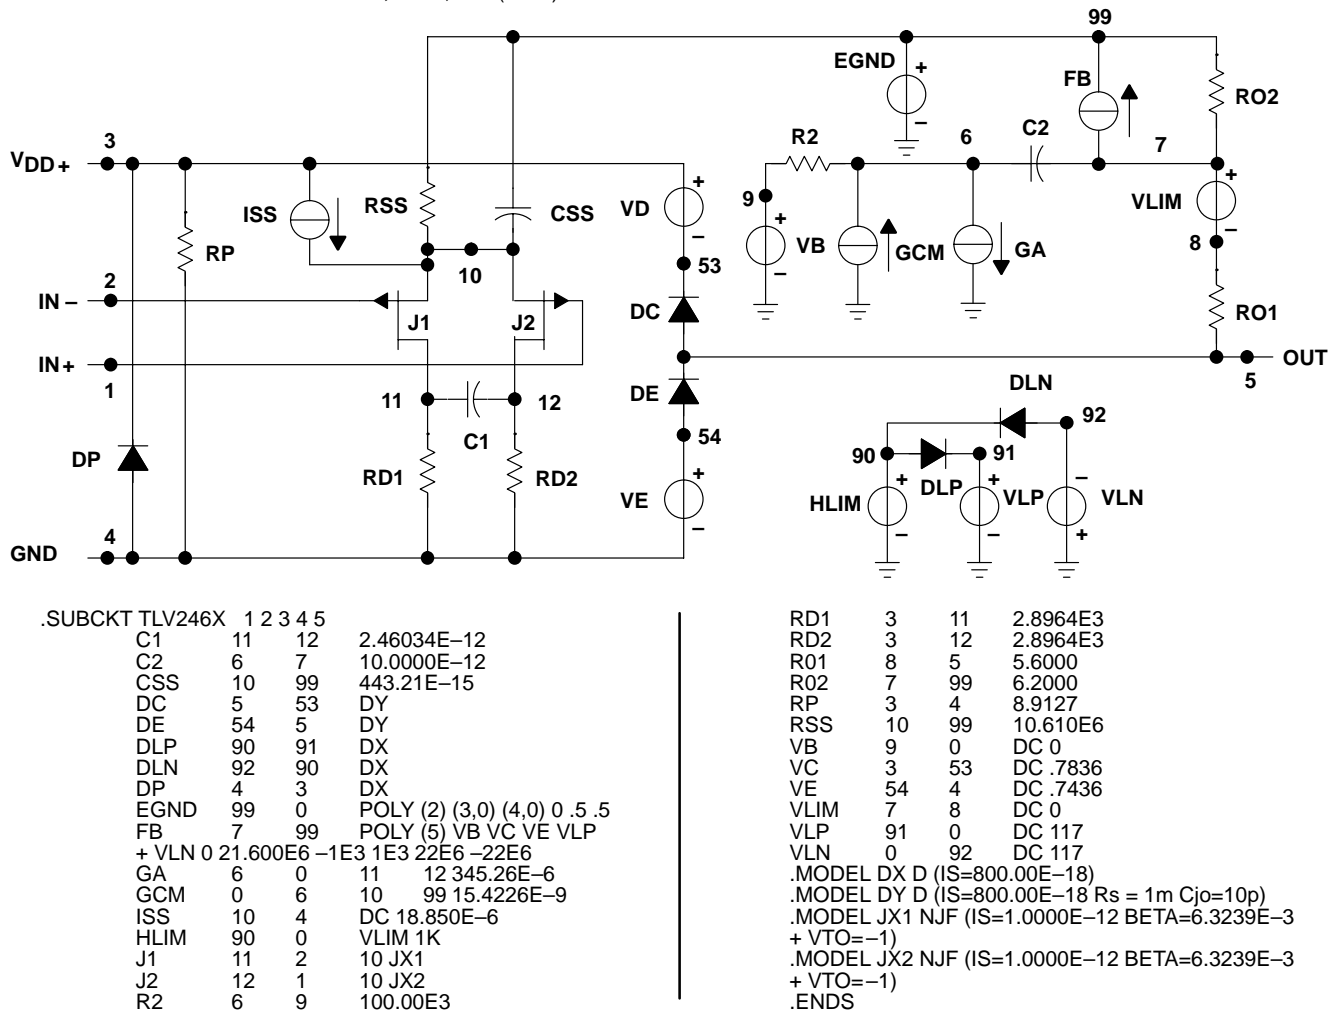 99
EGND
+
FB
RO2
–
3
R2
6
C2
7
VDD+
+
VLIM
–
+
ISS
RSS
CSS
VD
–
9
+
VB
–
GCM
GA
8
RP
10
53
2
IN –
J1
J2
DC
RO1
IN+
1
OUT
5
DE
DLN
11
12
C1
54
92
90
91
DP
RD1
RD2
+
VE
–
HLIM
+
–
DLP
+
VLP
–
–
VLN
+
4
GND
.SUBCKT TLV246X 1 2 3 4 5
C1 11 12 2.46034E–12
C2 6 7 10.0000E–12
CSS 10 99 443.21E–15
DC 5 53 DY
DE 54 5 DY
DLP 90 91 DX
DLN 92 90 DX
DP 4 3 DX
EGND 99 0 POLY (2) (3,0) (4,0) 0 .5 .5
FB 7 99 POLY (5) VB VC VE VLP
+ VLN 0 21.600E6 –1E3 1E3 22E6 –22E6
GA 6 0 11 12 345.26E–6
GCM 0 6 10 99 15.4226E–9
ISS 10 4 DC 18.850E–6
HLIM 90 0 VLIM 1K
J1 11 2 10 JX1
J2 12 1 10 JX2
R2 6 9 100.00E3
RD1 3 11 2.8964E3
RD2 3 12 2.8964E3
R01 8 5 5.6000
R02 7 99 6.2000
RP 3 4 8.9127
RSS 10 99 10.610E6
VB 9 0 DC 0
VC 3 53 DC .7836
VE 54 4 DC .7436
VLIM 7 8 DC 0
VLP 91 0 DC 117
VLN 0 92 DC 117
.MODEL DX D (IS=800.00E–18)
.MODEL DY D (IS=800.00E–18 Rs = 1m Cjo=10p)
.MODEL JX1 NJF (IS=1.0000E–12 BETA=6.3239E–3
+ VTO=–1)
.MODEL JX2 NJF (IS=1.0000E–12 BETA=6.3239E–3
+ VTO=–1)
.ENDS